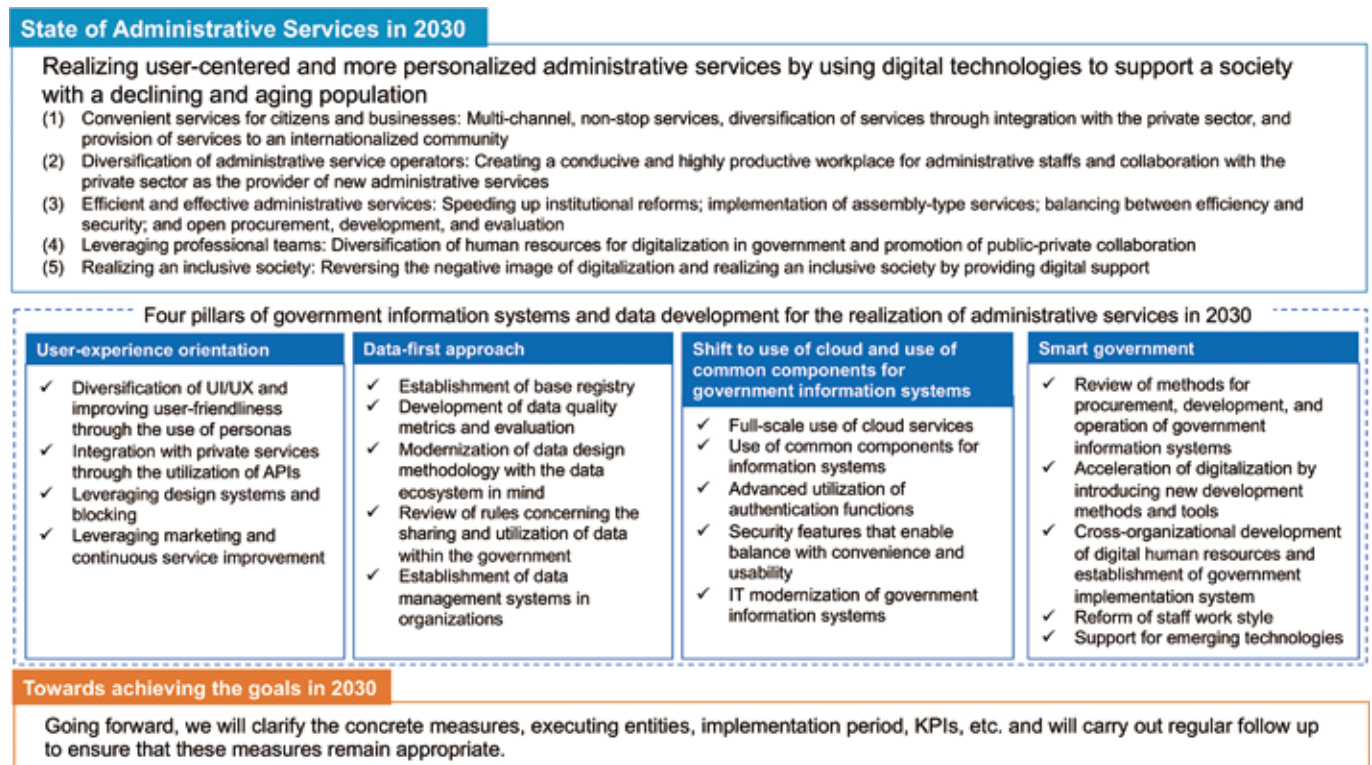 State of Administrative Services in 2030
Realizing user-centered and more personalized administrative services by using digital technologies to support a society
with a declining and aging population
(1) Convenient services for citizens and businesses: Multi-channel, non-stop services, diversification of services through integration with the private sector, and
provision of services to an internationalized community
(2) Diversification of administrative service operators: Creating a conducive and highly productive workplace for administrative staffs and collaboration with the
private sector as the provider of new administrative services
(3) Efficient and effective administrative services: Speeding up institutional reforms; implementation of assembly-type services; balancing between efficiency and
security; and open procurement, development, and evaluation
(4) Leveraging professional teams: Diversification of human resources for digitalization in government and promotion of public-private collaboration
(5) Realizing an inclusive society: Reversing the negative image of digitalization and realizing an inclusive society by providing digital support
Four pillars of government information systems and data development for the realization of administrative services in 2030
User-experience orientation
✓ Diversification of UI/UX and
improving user-friendliness
through the use of personas
✓ Integration with private services
through the utilization of APIs
✓ Leveraging design systems and
blocking
✓ Leveraging marketing and
continuous service improvement
Data-first approach
✓ Establishment of base registry
✓ Development of data quality
metrics and evaluation
✓ Modernization of data design
methodology with the data
ecosystem in mind
✓ Review of rules concerning the
sharing and utilization of data
within the government
✓ Establishment of data
management systems in
organizations
Shift to use of cloud and use of
common components for
government information systems
✓ Full-scale use of cloud services
✓ Use of common components for
information systems
✓ Advanced utilization of
authentication functions
✓ Security features that enable
balance with convenience and
usability
✓ IT modernization of government
information systems
Smart government
✓ Review of methods for
procurement, development, and
operation of government
information systems
✓ Acceleration of digitalization by
introducing new development
methods and tools
✓ Cross-organizational development
of digital human resources and
establishment of government
implementation system
✓ Reform of staff work style
✓ Support for emerging technologies
Towards achieving the goals in 2030
Going forward, we will clarify the concrete measures, executing entities, implementation period, KPIs, etc. and will carry out regular follow up
to ensure that these measures remain appropriate.